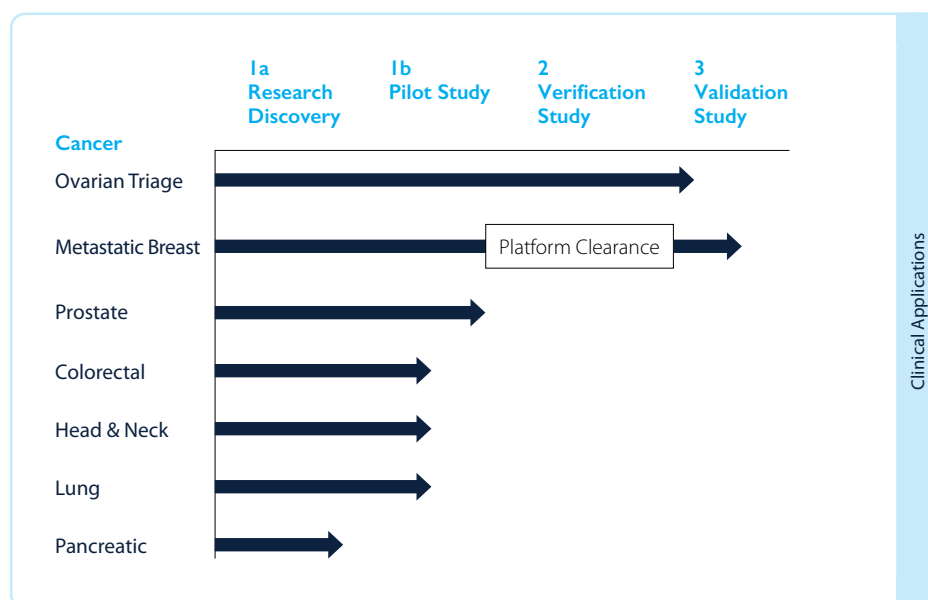 1a
Research
Discovery
1b
Pilot Study
2
Verification
Study
3
Validation
Study
Cancer
Ovarian Triage
Metastatic Breast
Platform Clearance
Prostate
Colorectal
Head & Neck
Lung
Pancreatic
Clinical Applications